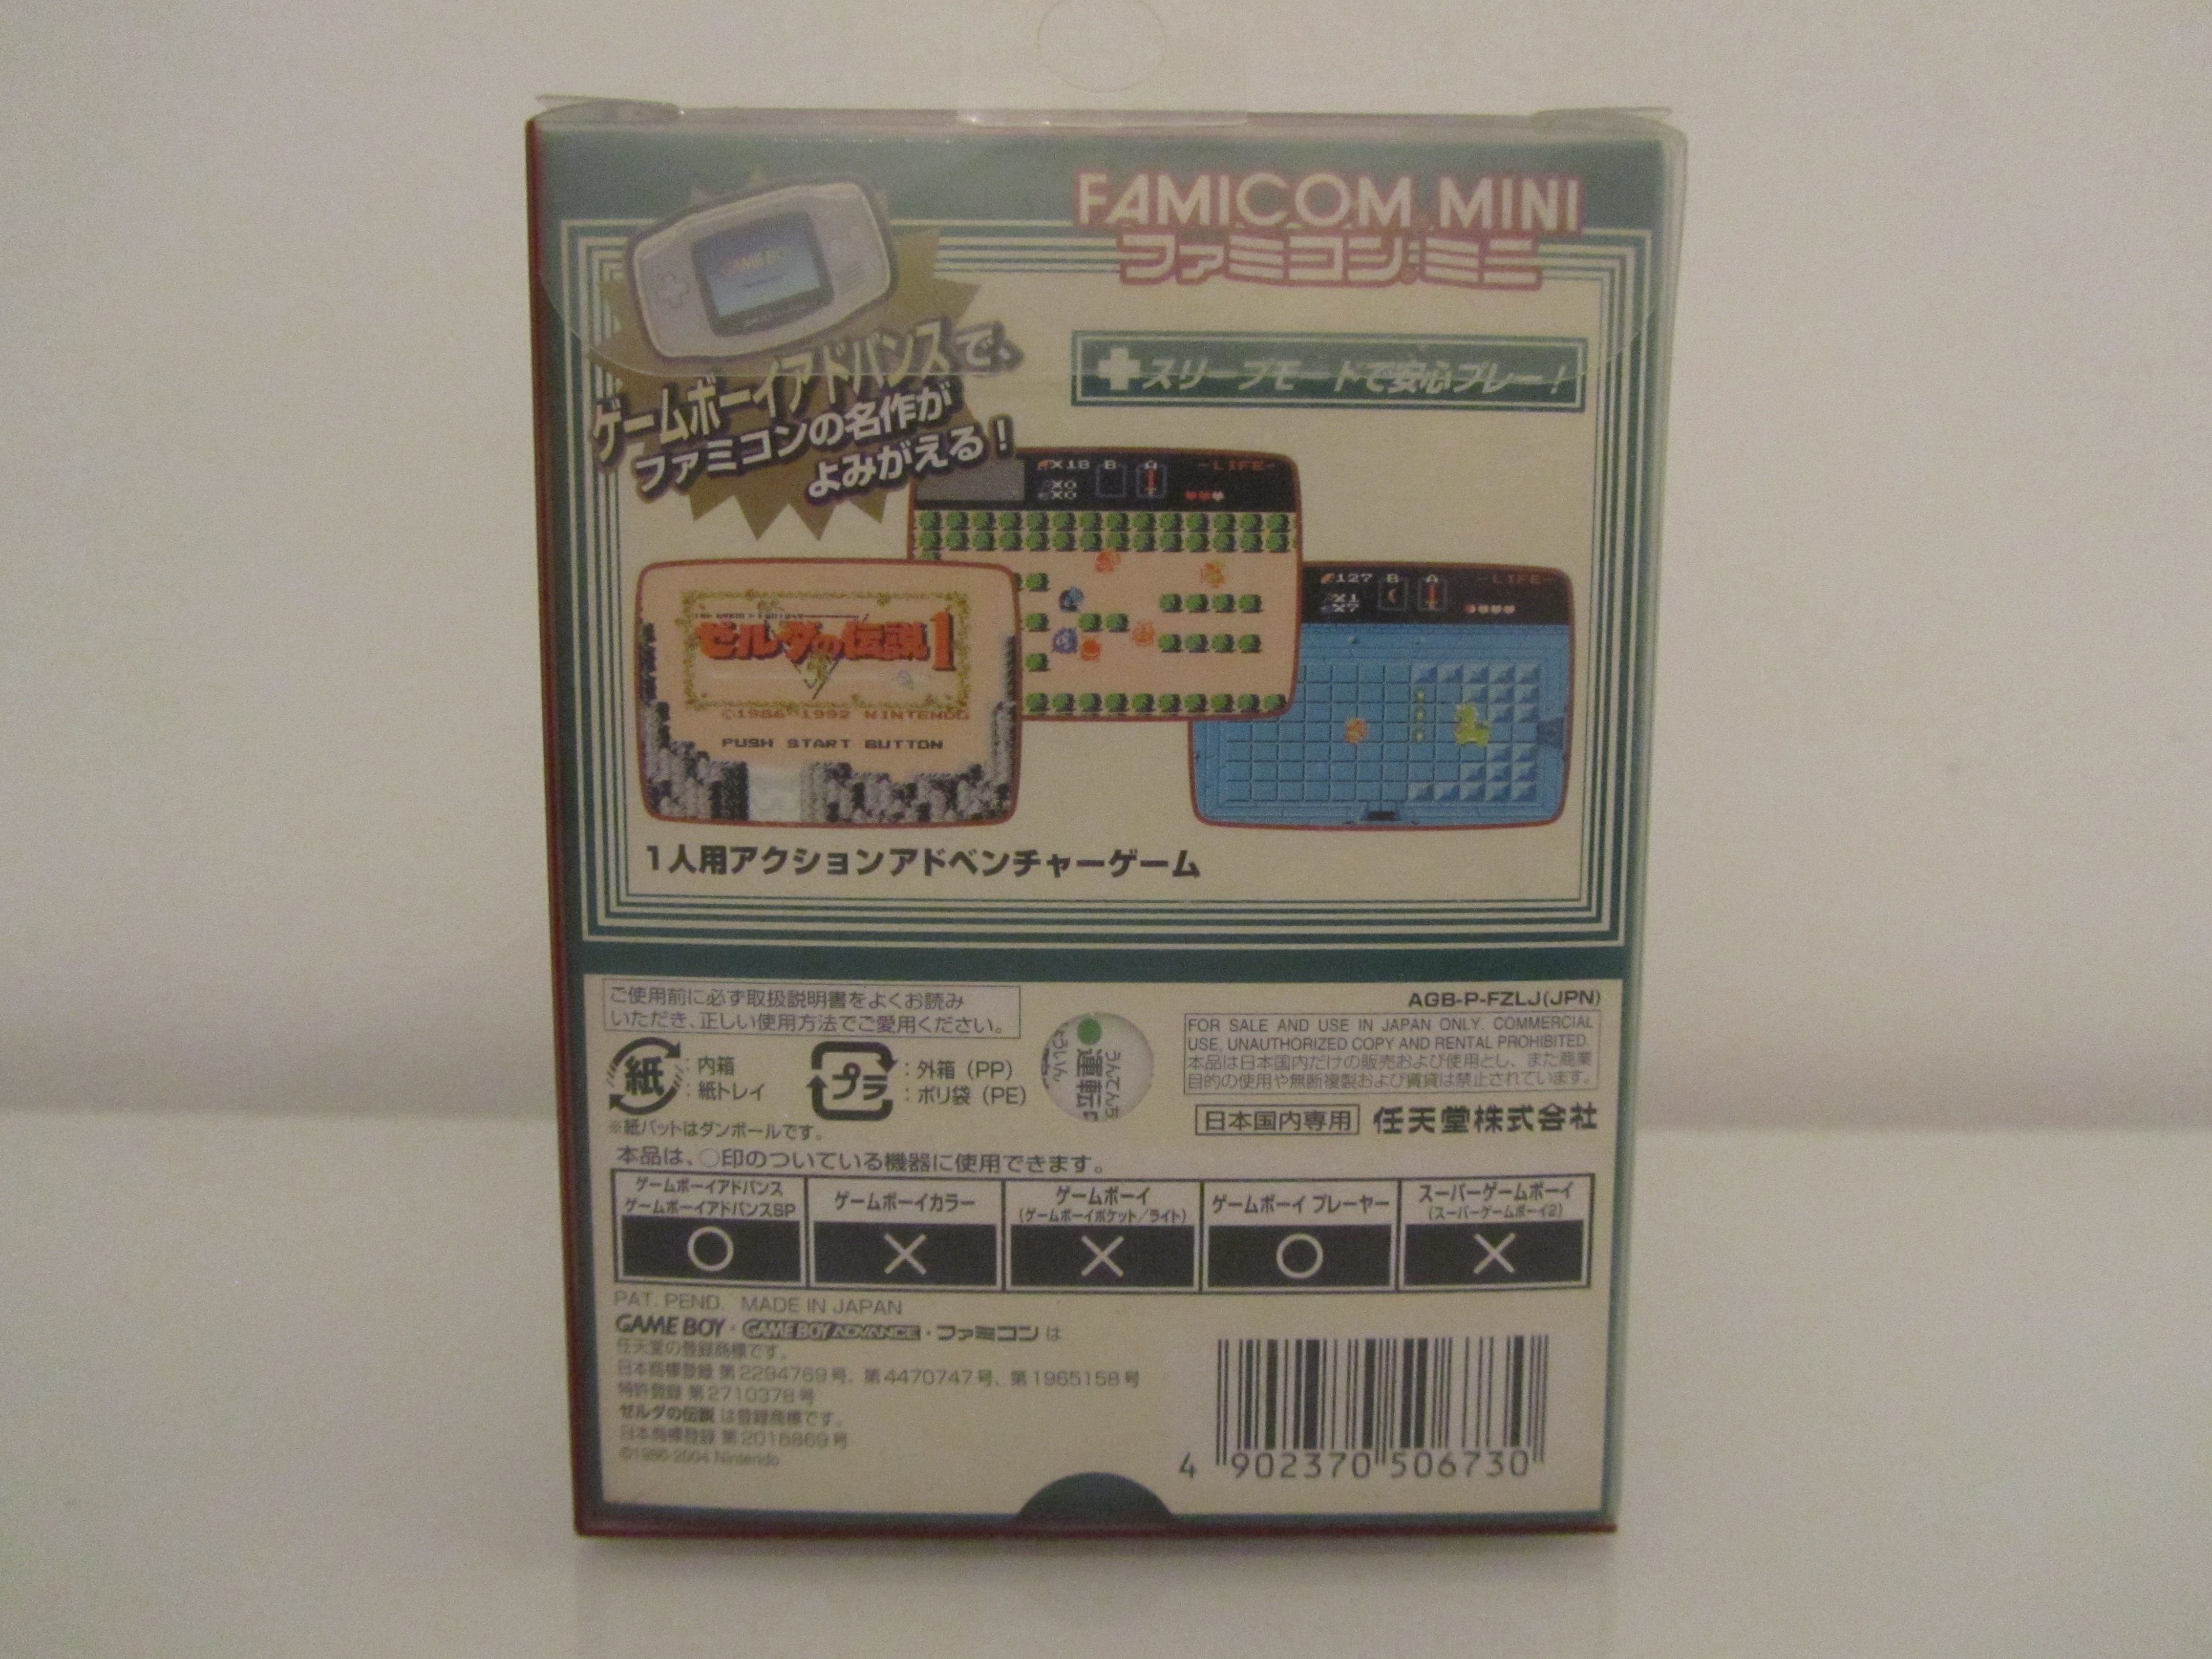 FAMICOM MINI
ファミコンミニ
ゲームボーイアドバンスで、
ファミコンの名作が
よみがえる！
スリープモードで安心プレー！
X18 B A -LIFE-
X0
X0
127 B A -LIFE-
X1
X7
ゼルダの伝説1
©1986 1992 NINTENDO
PUSH START BUTTON
1人用アクションアドベンチャーゲーム
ご使用前に必ず取扱説明書をよくお読み
いただき、正しい使用方法でご愛用ください。
紙：内箱
：紙トレイ
プラ：外箱（PP）
：ポリ袋（PE）
※紙パットはダンボールです。
うんてんち
運転
AGB-P-FZLJ(JPN)
FOR SALE AND USE IN JAPAN ONLY. COMMERCIAL
USE, UNAUTHORIZED COPY AND RENTAL PROHIBITED.
本品は日本国内だけの販売および使用とし、また商業
目的の使用や無断複製および賃貸は禁止されています。
日本国内専用 任天堂株式会社
本品は、○印のついている機器に使用できます。
ゲームボーイアドバンス
ゲームボーイアドバンスSP
○
ゲームボーイカラー
×
ゲームボーイ
(ゲームボーイポケット／ライト)
×
ゲームボーイ プレーヤー
○
スーパーゲームボーイ
(スーパーゲームボーイ2)
×
PAT. PEND. MADE IN JAPAN
GAME BOY・GAME BOY ADVANCE・ファミコン は
任天堂の登録商標です。
日本商標登録 第2294769号、第4470747号、第1965158号
特許登録 第2710378号
ゼルダの伝説 は登録商標です。
日本商標登録 第2016869号
©1986-2004 Nintendo
4 902370 506730